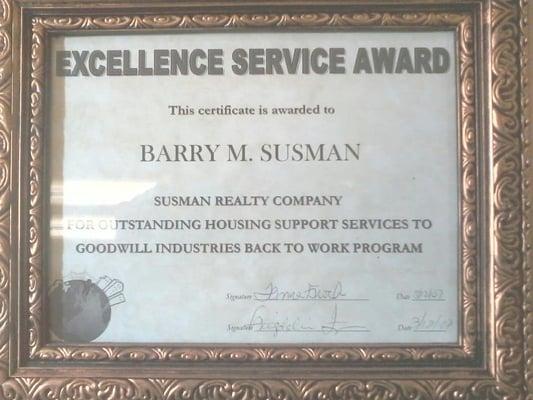 EXCELLENCE SERVICE AWARD
This certificate is awarded to
BARRY M. SUSMAN
SUSMAN REALTY COMPANY
FOR OUTSTANDING HOUSING SUPPORT SERVICES TO
GOODWILL INDUSTRIES BACK TO WORK PROGRAM
Signature Date
Signature Date